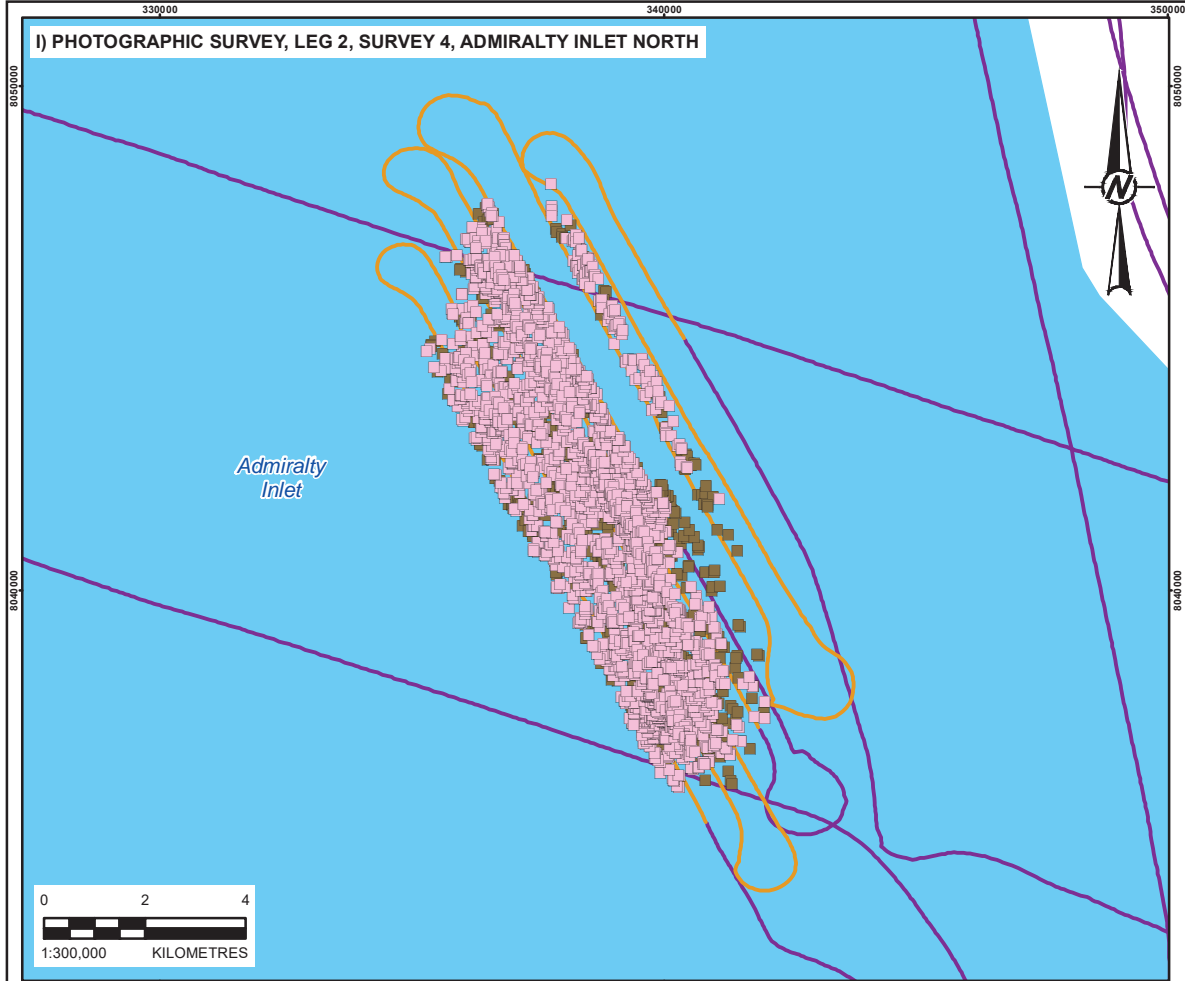 330000
340000
350000
I) PHOTOGRAPHIC SURVEY, LEG 2, SURVEY 4, ADMIRALTY INLET NORTH
8050000
8050000
N
Admiralty
Inlet
8040000
8040000
0 2 4
1:300,000 KILOMETRES